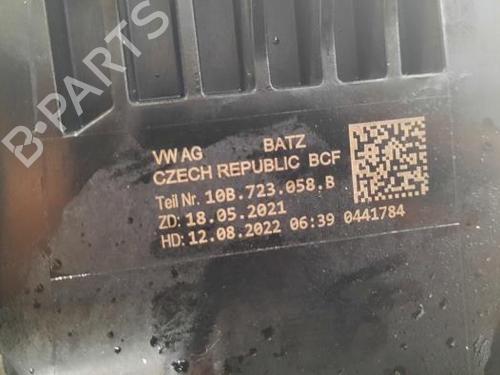 B-PARTS
VW AG BATZ
CZECH REPUBLIC BCF
Teil Nr. 10B.723.058.B
ZD: 18.05.2021
HD: 12.08.2022 06:39 0441784